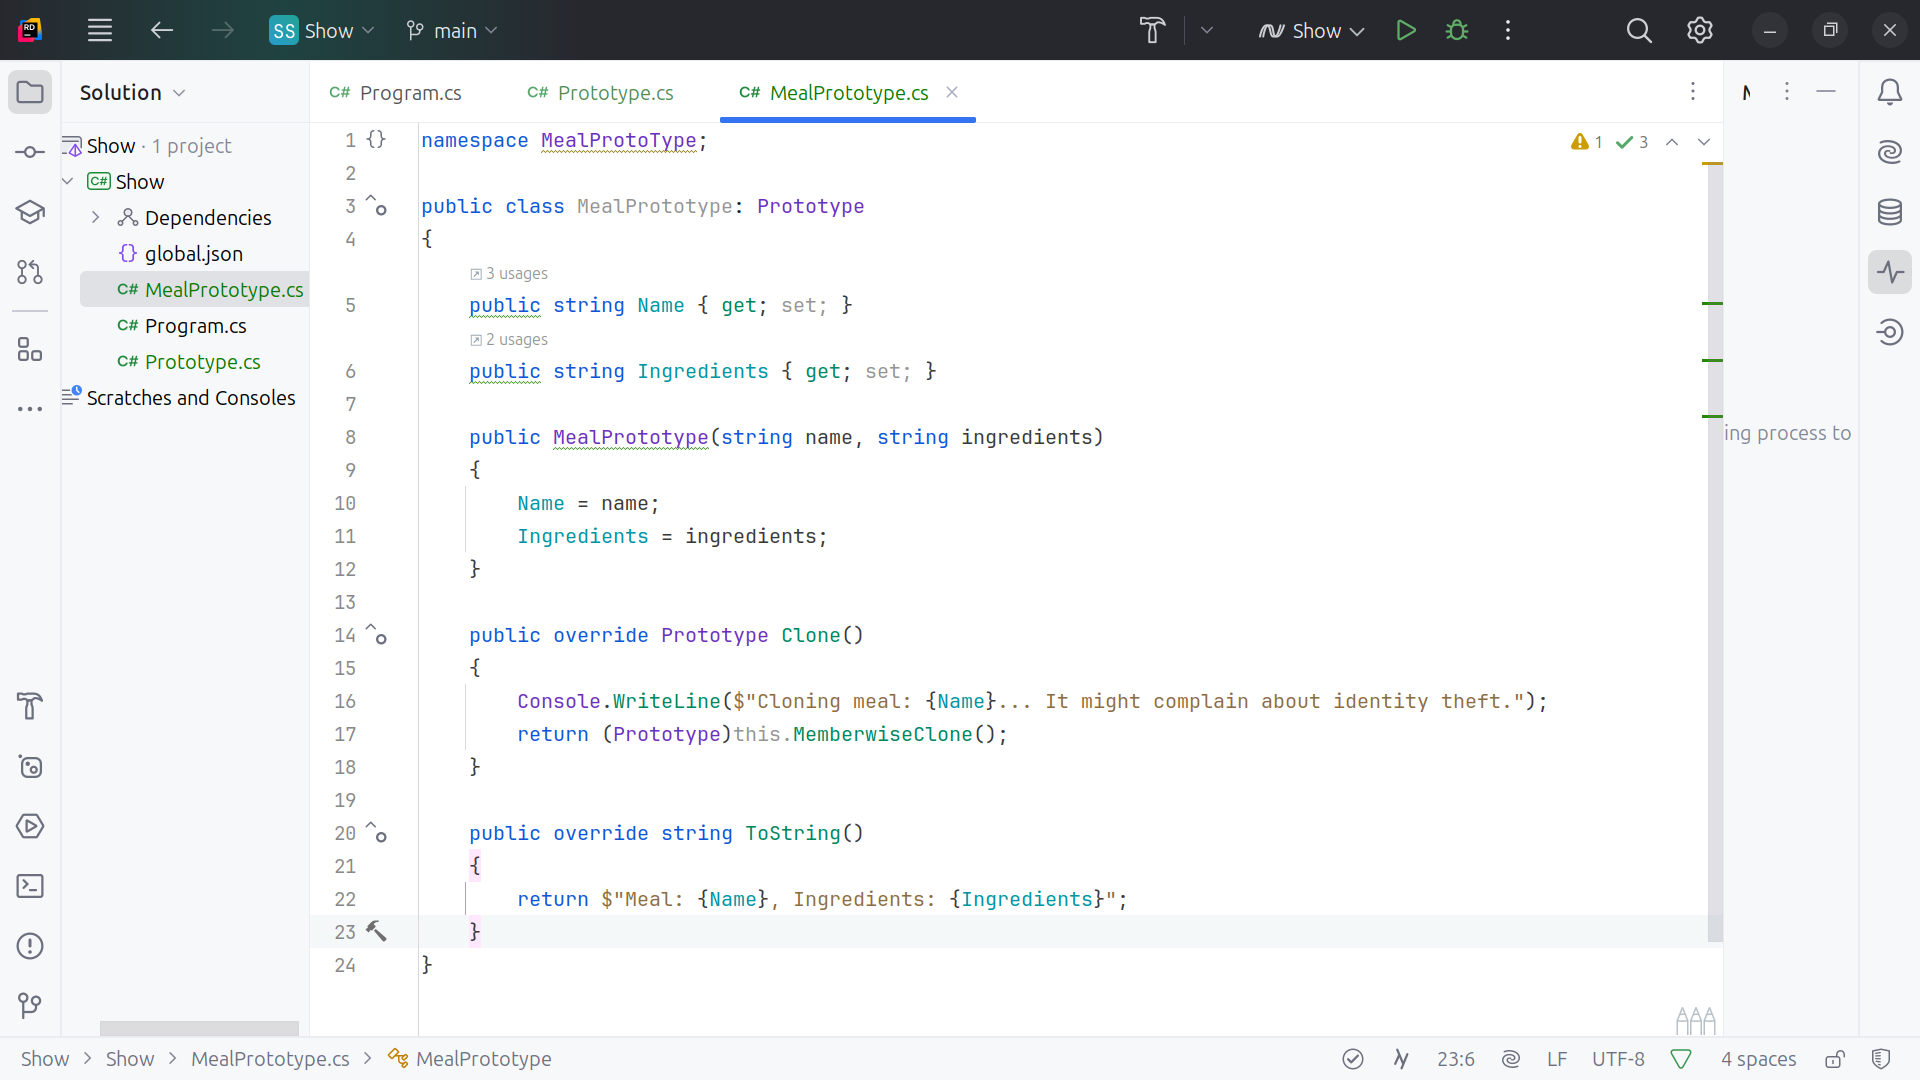 RD
SS Show
main
Show
Solution
C# Program.cs
C# Prototype.cs
C# MealPrototype.cs
Show · 1 project
C# Show
Dependencies
{} global.json
C# MealPrototype.cs
C# Program.cs
C# Prototype.cs
Scratches and Consoles
1 {} namespace MealProtoType;
1 3
2
3 public class MealPrototype: Prototype
4 {
3 usages
5 public string Name { get; set; }
2 usages
6 public string Ingredients { get; set; }
7
8 public MealPrototype(string name, string ingredients)
9 {
10 Name = name;
11 Ingredients = ingredients;
12 }
13
14 public override Prototype Clone()
15 {
16 Console.WriteLine($"Cloning meal: {Name}... It might complain about identity theft.");
17 return (Prototype)this.MemberwiseClone();
18 }
19
20 public override string ToString()
21 {
22 return $"Meal: {Name}, Ingredients: {Ingredients}";
23 }
24 }
ing process to
Show > Show > MealPrototype.cs > MealPrototype
23:6 LF UTF-8 4 spaces